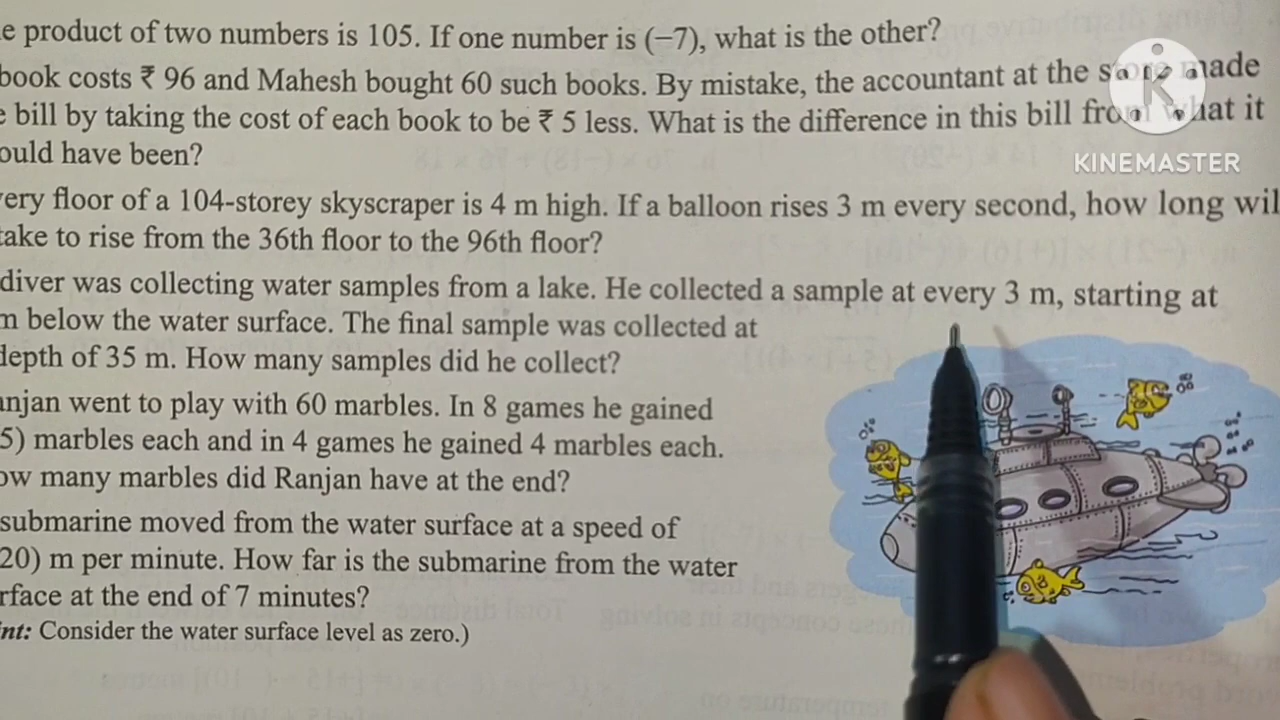 e product of two numbers is 105. If one number is (−7), what is the other?
book costs ₹ 96 and Mahesh bought 60 such books. By mistake, the accountant at the store made
e bill by taking the cost of each book to be ₹ 5 less. What is the difference in this bill from what it
ould have been?
ery floor of a 104-storey skyscraper is 4 m high. If a balloon rises 3 m every second, how long wil
take to rise from the 36th floor to the 96th floor?
diver was collecting water samples from a lake. He collected a sample at every 3 m, starting at
m below the water surface. The final sample was collected at
depth of 35 m. How many samples did he collect?
anjan went to play with 60 marbles. In 8 games he gained
5) marbles each and in 4 games he gained 4 marbles each.
ow many marbles did Ranjan have at the end?
submarine moved from the water surface at a speed of
20) m per minute. How far is the submarine from the water
rface at the end of 7 minutes?
int: Consider the water surface level as zero.)
K
KINEMASTER